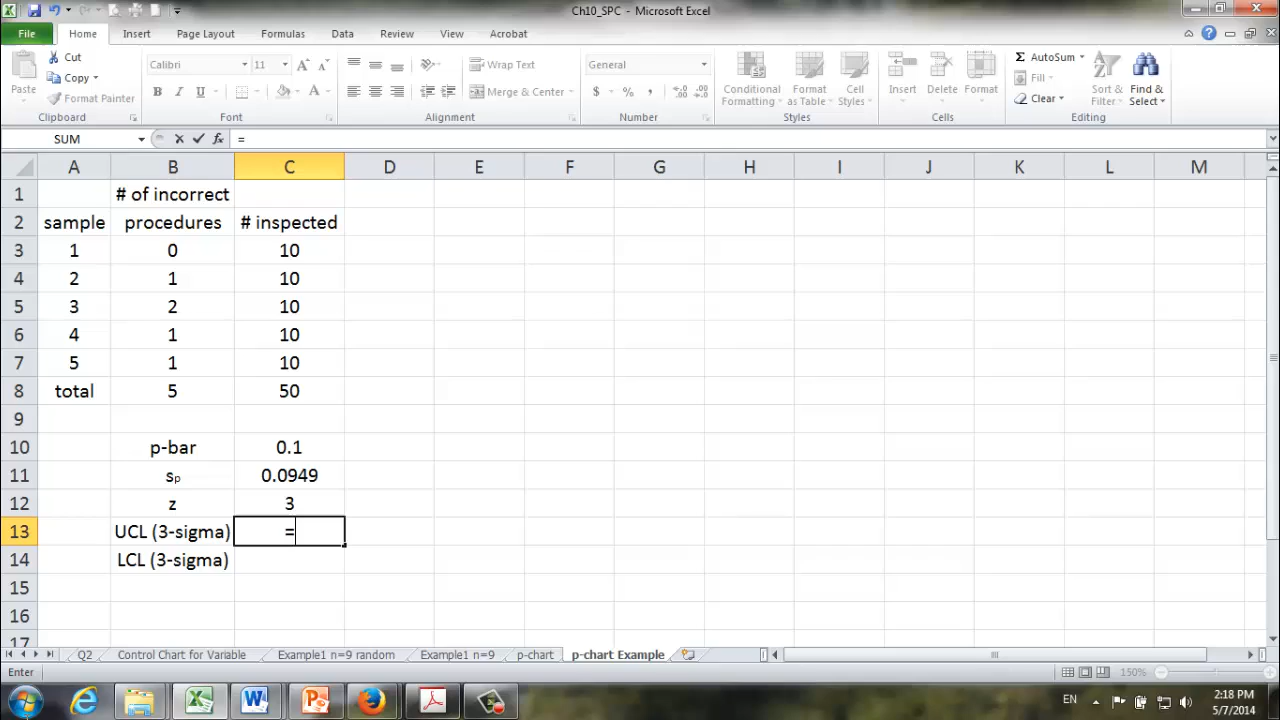 Ch10_SPC - Microsoft Excel
File Home Insert Page Layout Formulas Data Review View Acrobat
Paste
Cut
Copy
Format Painter
Clipboard
Calibri 11
B I U
Font
Wrap Text
Merge & Center
Alignment
General
$ % ,
Number
Conditional Formatting
Format as Table
Cell Styles
Styles
Insert
Delete
Format
Cells
Σ AutoSum
Fill
Clear
Sort & Filter
Find & Select
Editing
SUM fx =
A B C D E F G H I J K L M
1 # of incorrect
2 sample procedures # inspected
3 1 0 10
4 2 1 10
5 3 2 10
6 4 1 10
7 5 1 10
8 total 5 50
9
10 p-bar 0.1
11 sp 0.0949
12 z 3
13 UCL (3-sigma) =
14 LCL (3-sigma)
15
16
17
Q2 Control Chart for Variable Example1 n=9 random Example1 n=9 p-chart p-chart Example
Enter 150%
EN 2:18 PM
5/7/2014